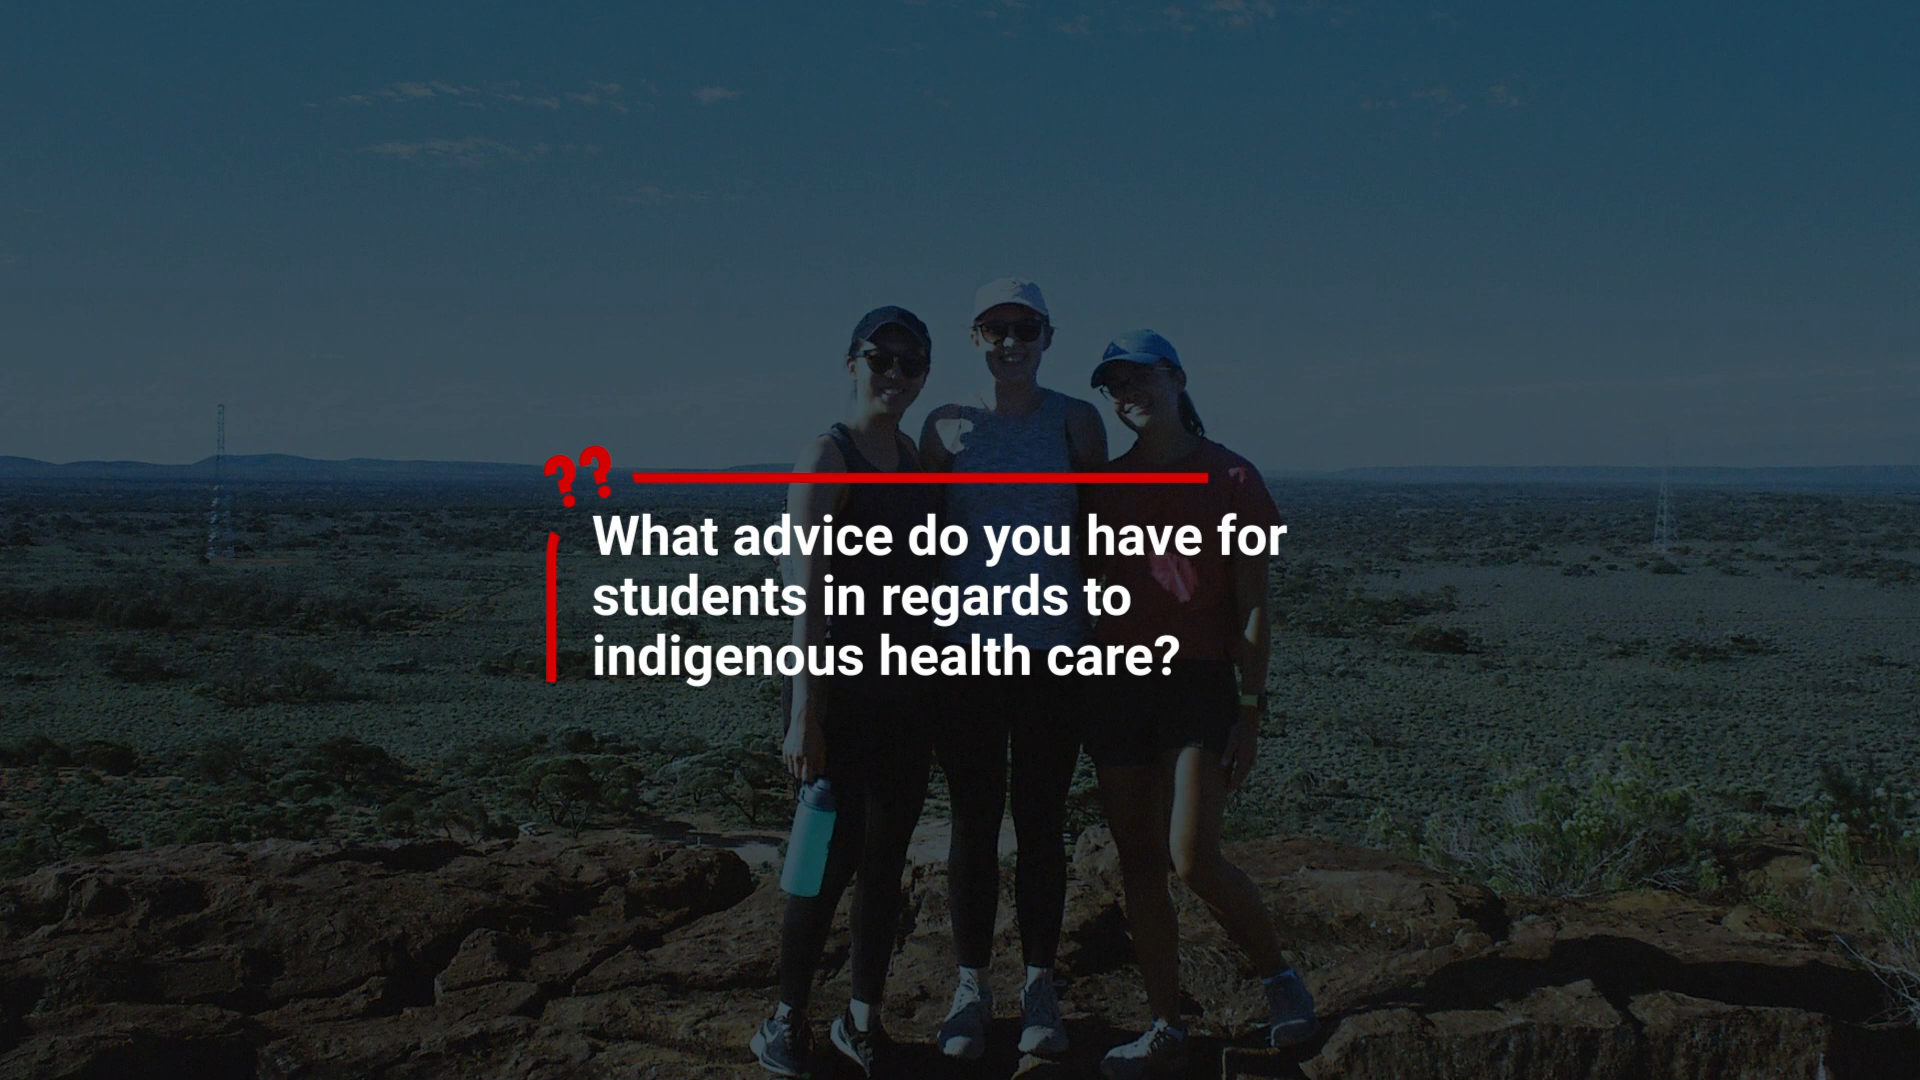 ??
What advice do you have for
students in regards to
indigenous health care?